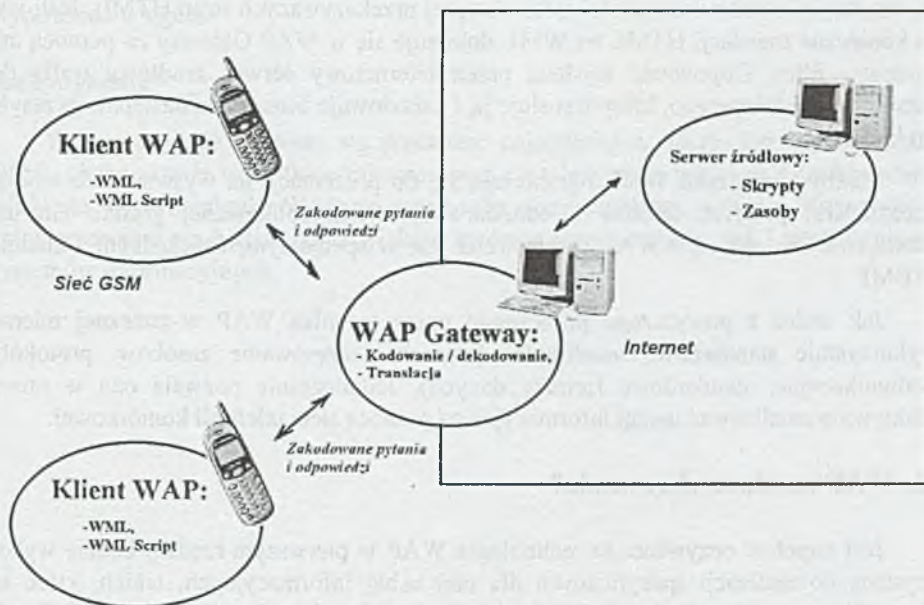 Klient WAP:
-WML,
-WML Script
Zakodowane pytania
i odpowiedzi
Sieć GSM
Serwer źródłowy:
- Skrypty
- Zasoby
WAP Gateway:
- Kodowanie / dekodowanie,
- Translacja
Internet
Zakodowane pytania
i odpowiedzi
Klient WAP:
-WML,
-WML Script